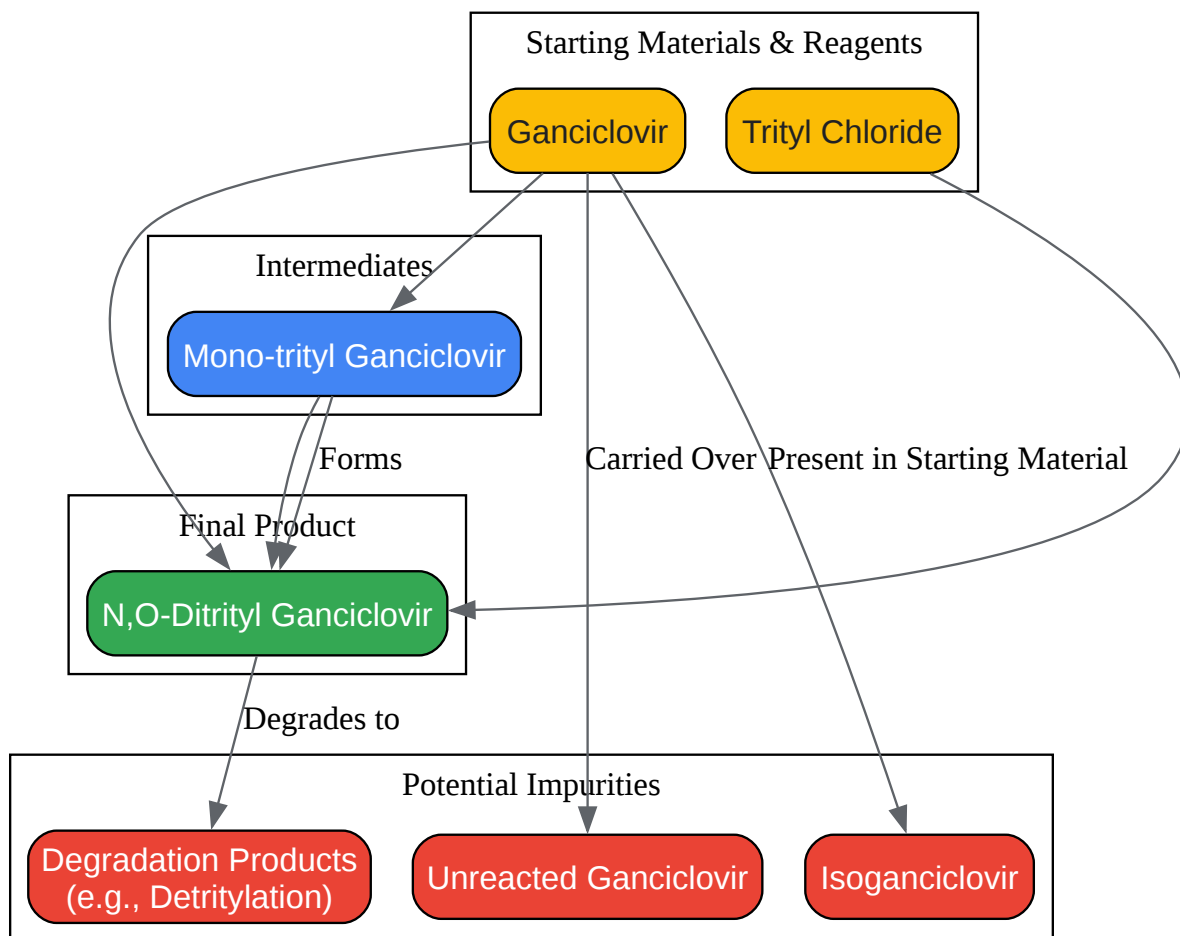 Starting Materials & Reagents
Ganciclovir
Trityl Chloride
Intermediates
Mono-trityl Ganciclovir
Forms
Carried Over
Present in Starting Material
Final Product
N,O-Ditrityl Ganciclovir
Degrades to
Potential Impurities
Degradation Products
(e.g., Detritylation)
Unreacted Ganciclovir
Isoganciclovir